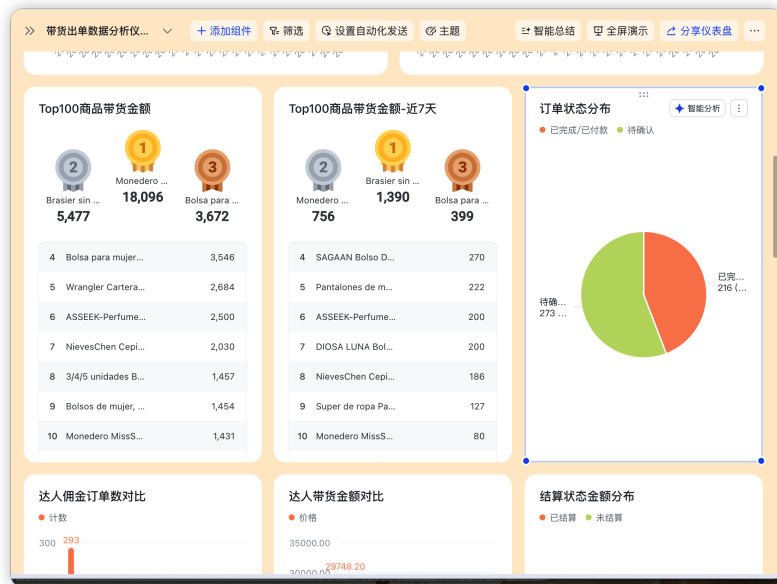 带货出单数据分析仪...
添加组件
筛选
设置自动化发送
主题
智能总结
全屏演示
分享仪表盘
Top100商品带货金额
1
2
3
Monedero ...
18,096
Brasier sin ...
5,477
Bolsa para ...
3,672
4 Bolsa para mujer... 3,546
5 Wrangler Cartera... 2,684
6 ASSEEK-Perfume... 2,500
7 NievesChen Cepi... 2,030
8 3/4/5 unidades B... 1,457
9 Bolsos de mujer, ... 1,454
10 Monedero MissS... 1,431
Top100商品带货金额-近7天
1
2
3
Brasier sin ...
1,390
Monedero ...
756
Bolsa para ...
399
4 SAGAAN Bolso D... 270
5 Pantalones de m... 222
6 ASSEEK-Perfume... 200
7 DIOSA LUNA Bol... 200
8 NievesChen Cepi... 186
9 Super de ropa Pa... 127
10 Monedero MissS... 80
订单状态分布
智能分析
已完成/已付款 待确认
已完...
216 (...
待确...
273 ...
达人佣金订单数对比
计数
300
293
达人带货金额对比
价格
35000.00
29748.20
30000.00
结算状态金额分布
已结算 未结算